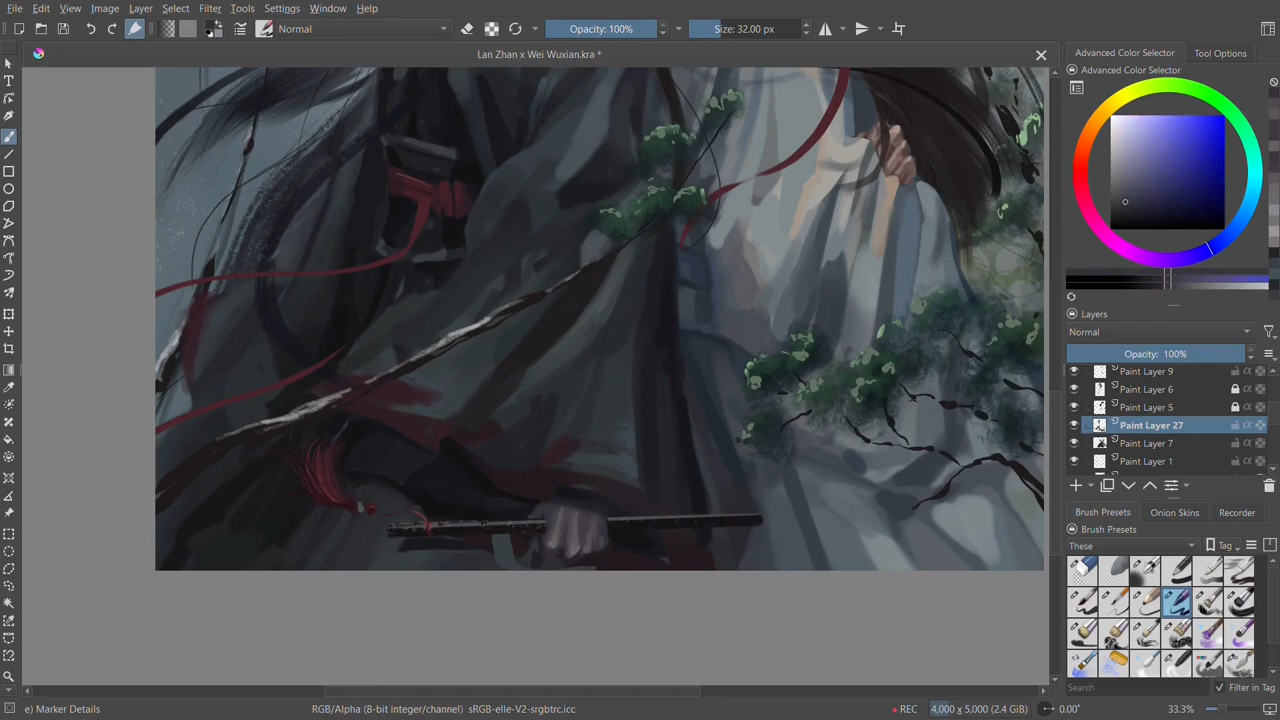 File Edit View Image Layer Select Filter Tools Settings Window Help
Normal Opacity: 100% Size: 32.00 px
Lan Zhan x Wei Wuxian.kra *
Advanced Color Selector Tool Options
Advanced Color Selector
Layers
Normal
Opacity: 100%
Paint Layer 9
Paint Layer 6
Paint Layer 5
Paint Layer 27
Paint Layer 7
Paint Layer 1
Brush Presets Onion Skins Recorder
Brush Presets
These Tag
Search Filter in Tag
e) Marker Details RGB/Alpha (8-bit integer/channel) sRGB-elle-V2-srgbtrc.icc REC 4,000 x 5,000 (2.4 GiB) 0.00° 33.3%